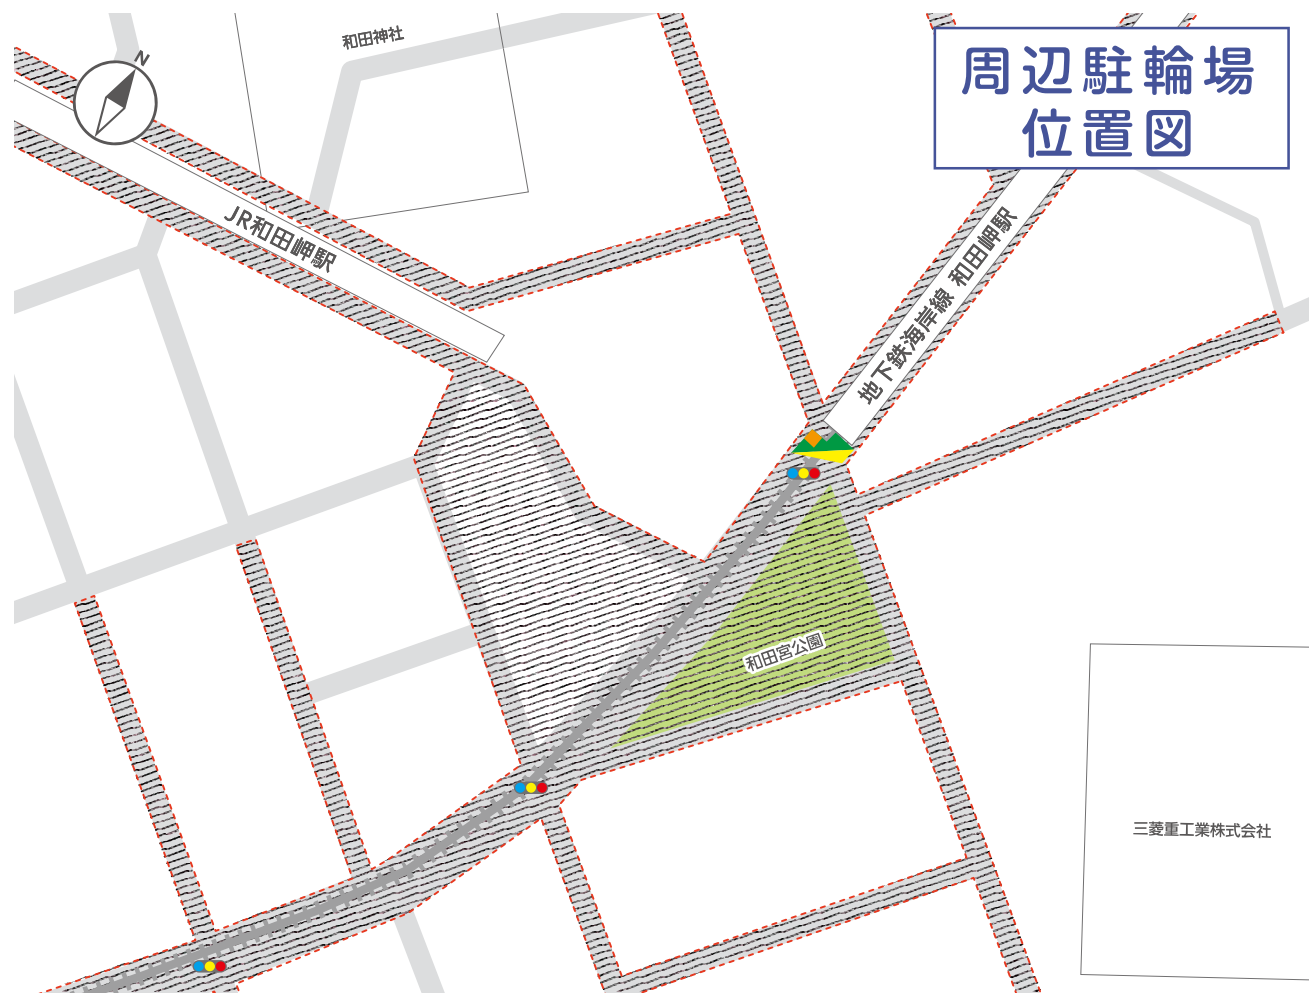 周辺駐輪場
位置図
N
和田神社
JR和田岬駅
地下鉄海岸線 和田岬駅
和田宮公園
三菱重工業株式会社